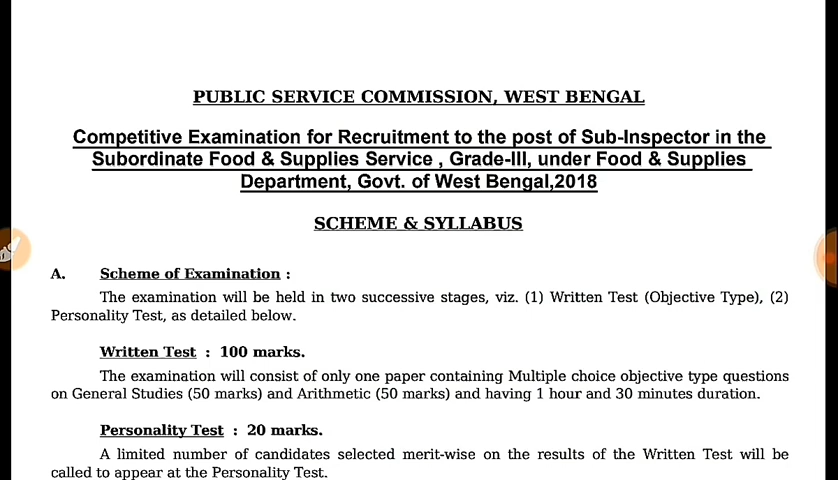 PUBLIC SERVICE COMMISSION, WEST BENGAL
Competitive Examination for Recruitment to the post of Sub-Inspector in the
Subordinate Food & Supplies Service , Grade-III, under Food & Supplies
Department, Govt. of West Bengal,2018
SCHEME & SYLLABUS
A. Scheme of Examination :
The examination will be held in two successive stages, viz. (1) Written Test (Objective Type), (2)
Personality Test, as detailed below.
Written Test : 100 marks.
The examination will consist of only one paper containing Multiple choice objective type questions
on General Studies (50 marks) and Arithmetic (50 marks) and having 1 hour and 30 minutes duration.
Personality Test : 20 marks.
A limited number of candidates selected merit-wise on the results of the Written Test will be
called to appear at the Personality Test.